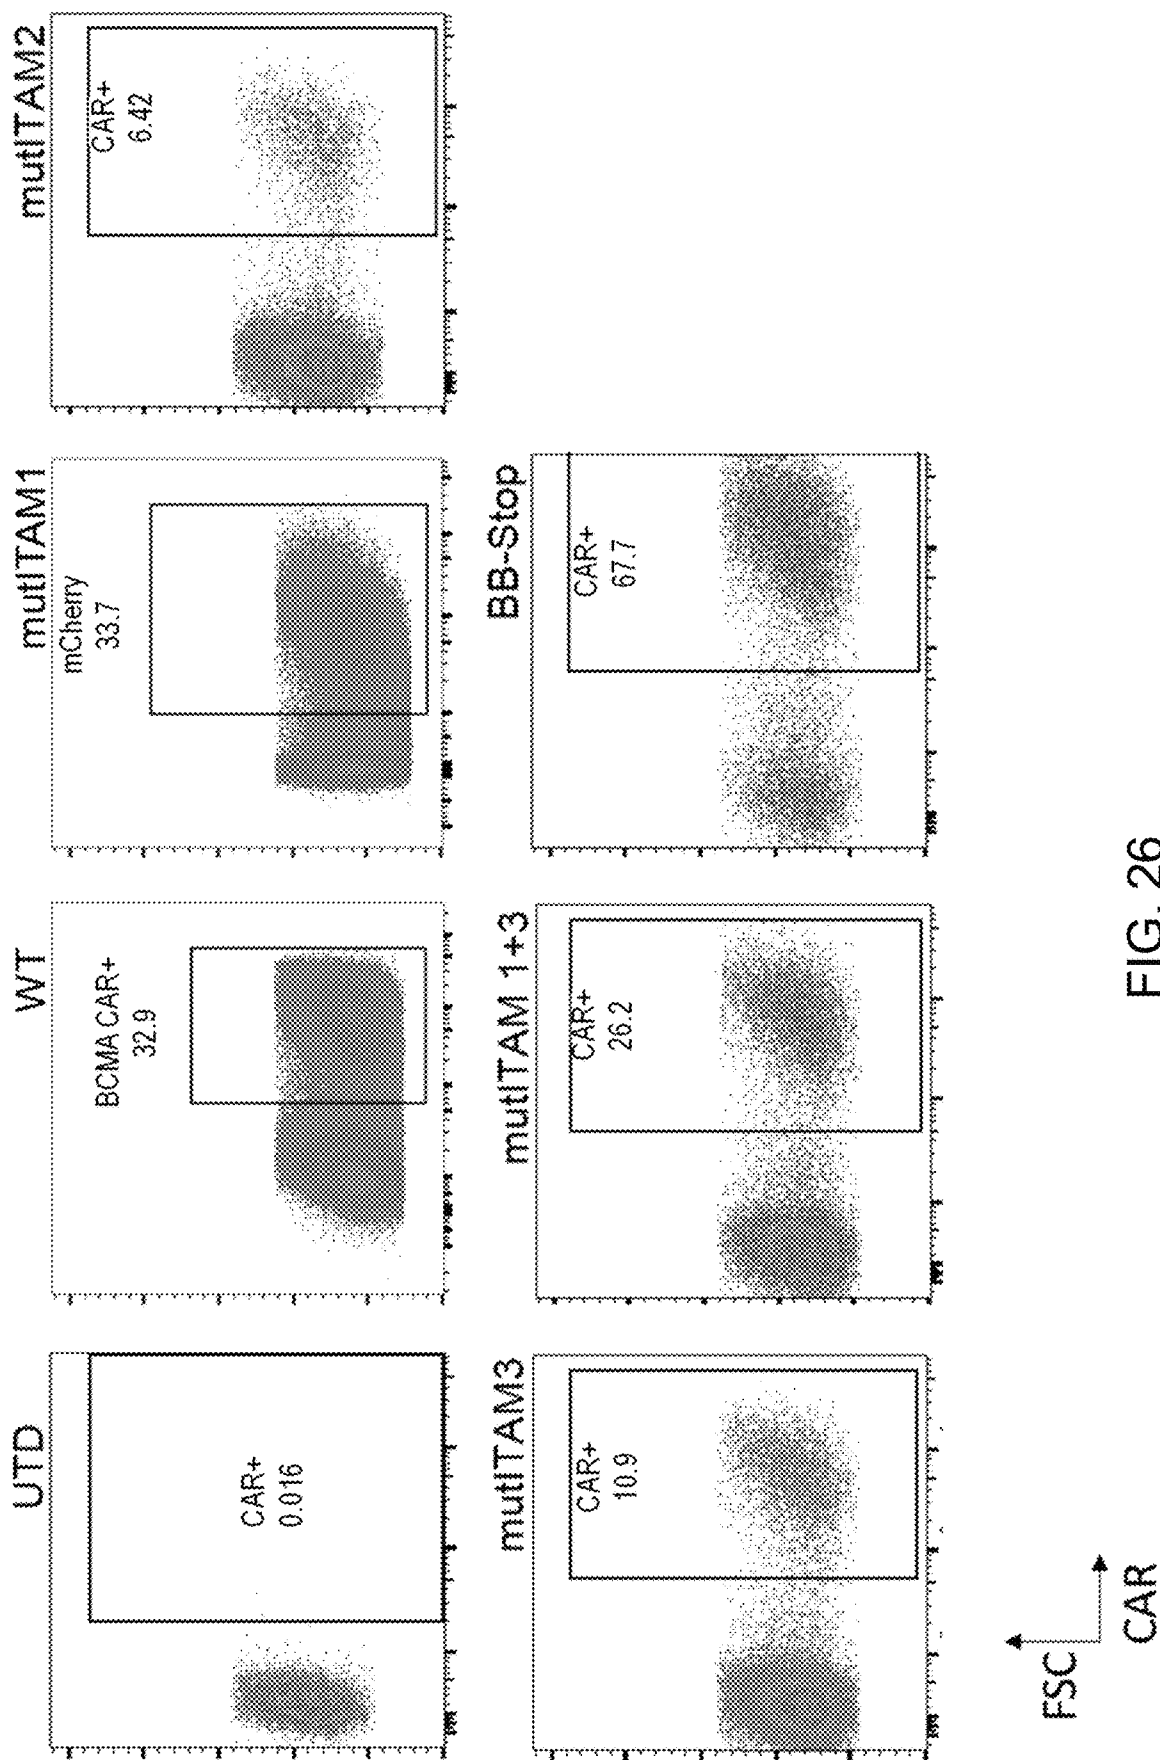 UTD
CAR+
0.016
WT
BCMA CAR+
32.9
mutITAM1
mCherry
33.7
mutITAM2
CAR+
6.42
mutITAM3
CAR+
10.9
mutITAM 1+3
CAR+
26.2
BB-Stop
CAR+
67.7
FSC
CAR
FIG. 26